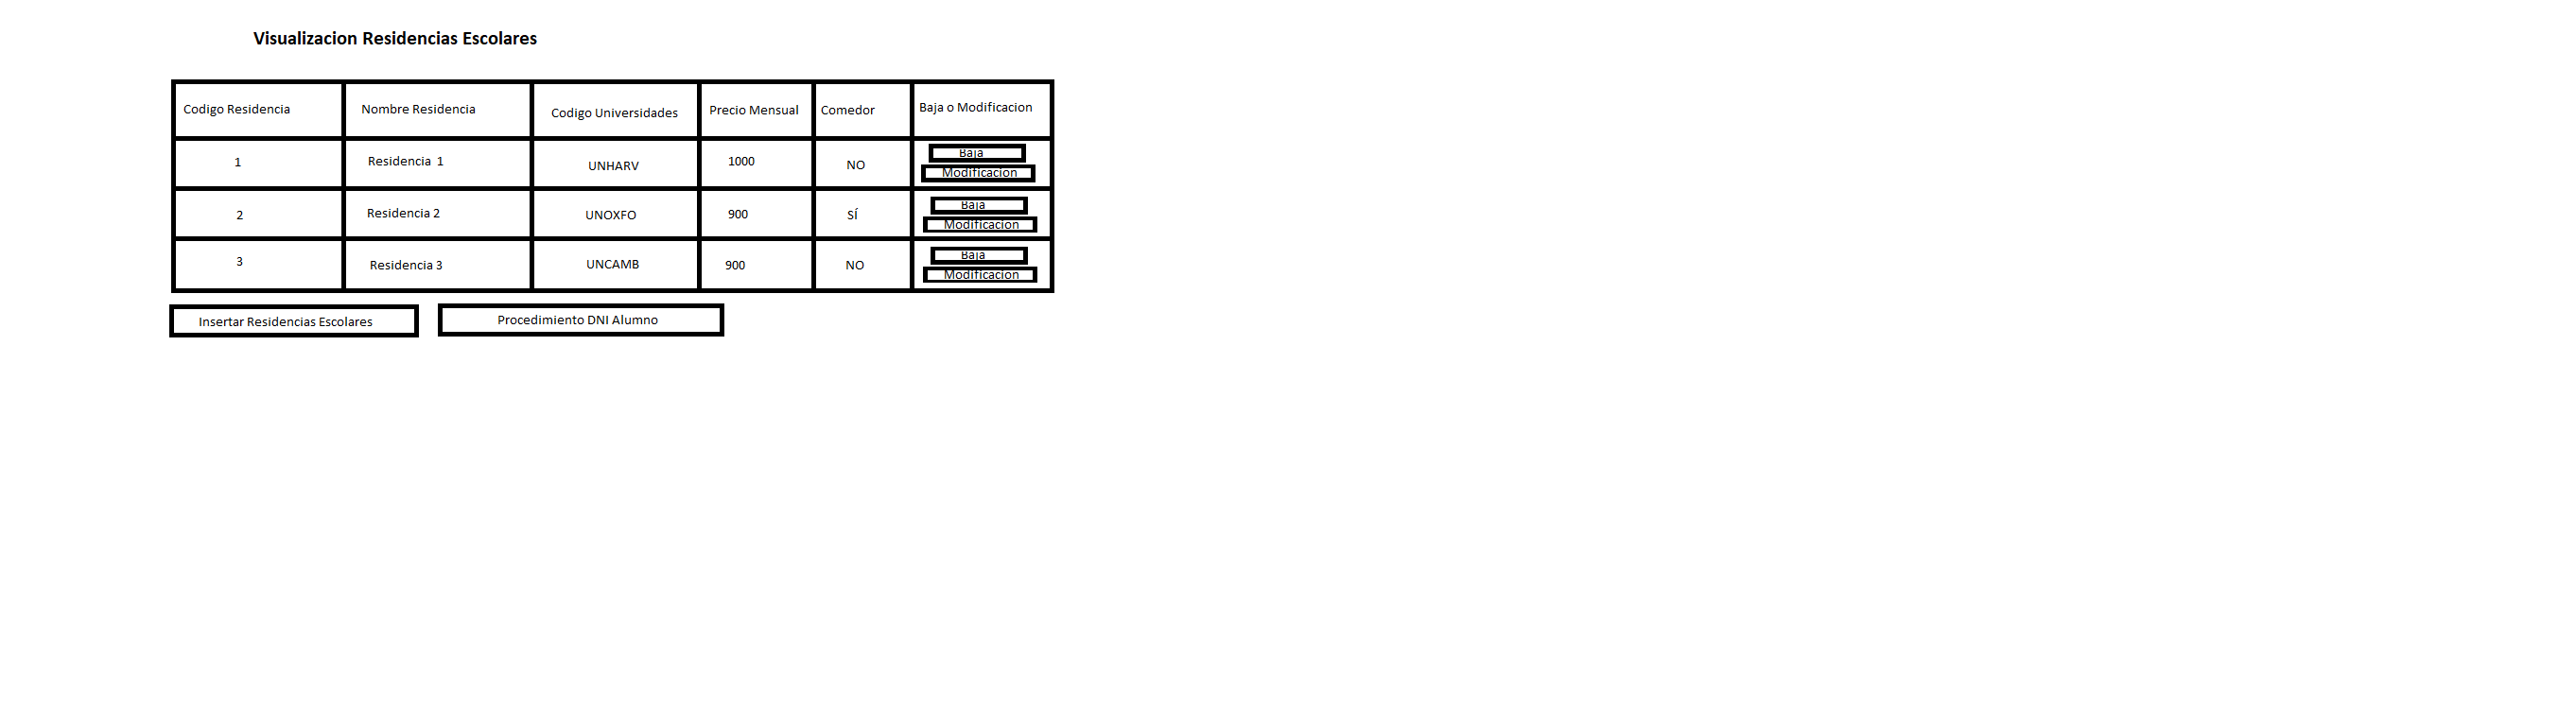 Visualizacion Residencias Escolares
Codigo Residencia Nombre Residencia Codigo Universidades Precio Mensual Comedor Baja o Modificacion
1 Residencia 1 UNHARV 1000 NO Baja
Modificacion
2 Residencia 2 UNOXFO 900 SÍ Baja
Modificacion
3 Residencia 3 UNCAMB 900 NO Baja
Modificacion
Insertar Residencias Escolares Procedimiento DNI Alumno